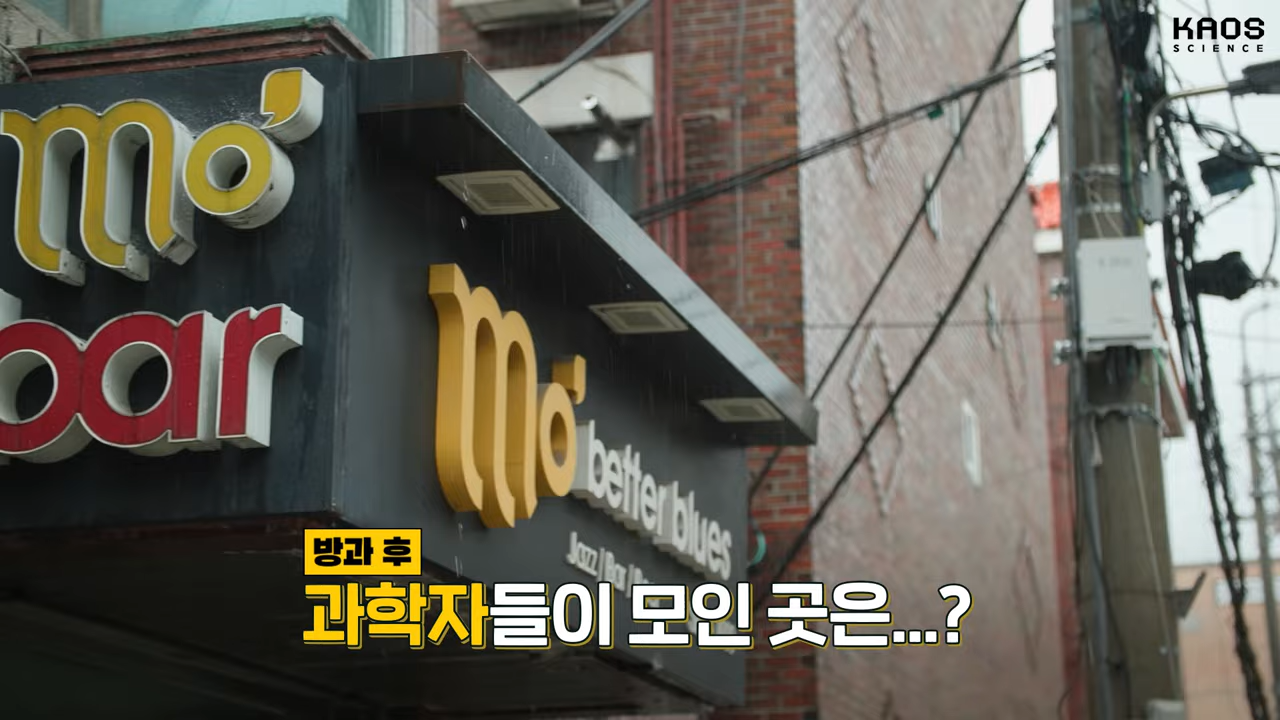 KAOS
SCIENCE
mo'
bar
mo' better blues
Jazz / Bar /
방과 후
과학자들이 모인 곳은...?